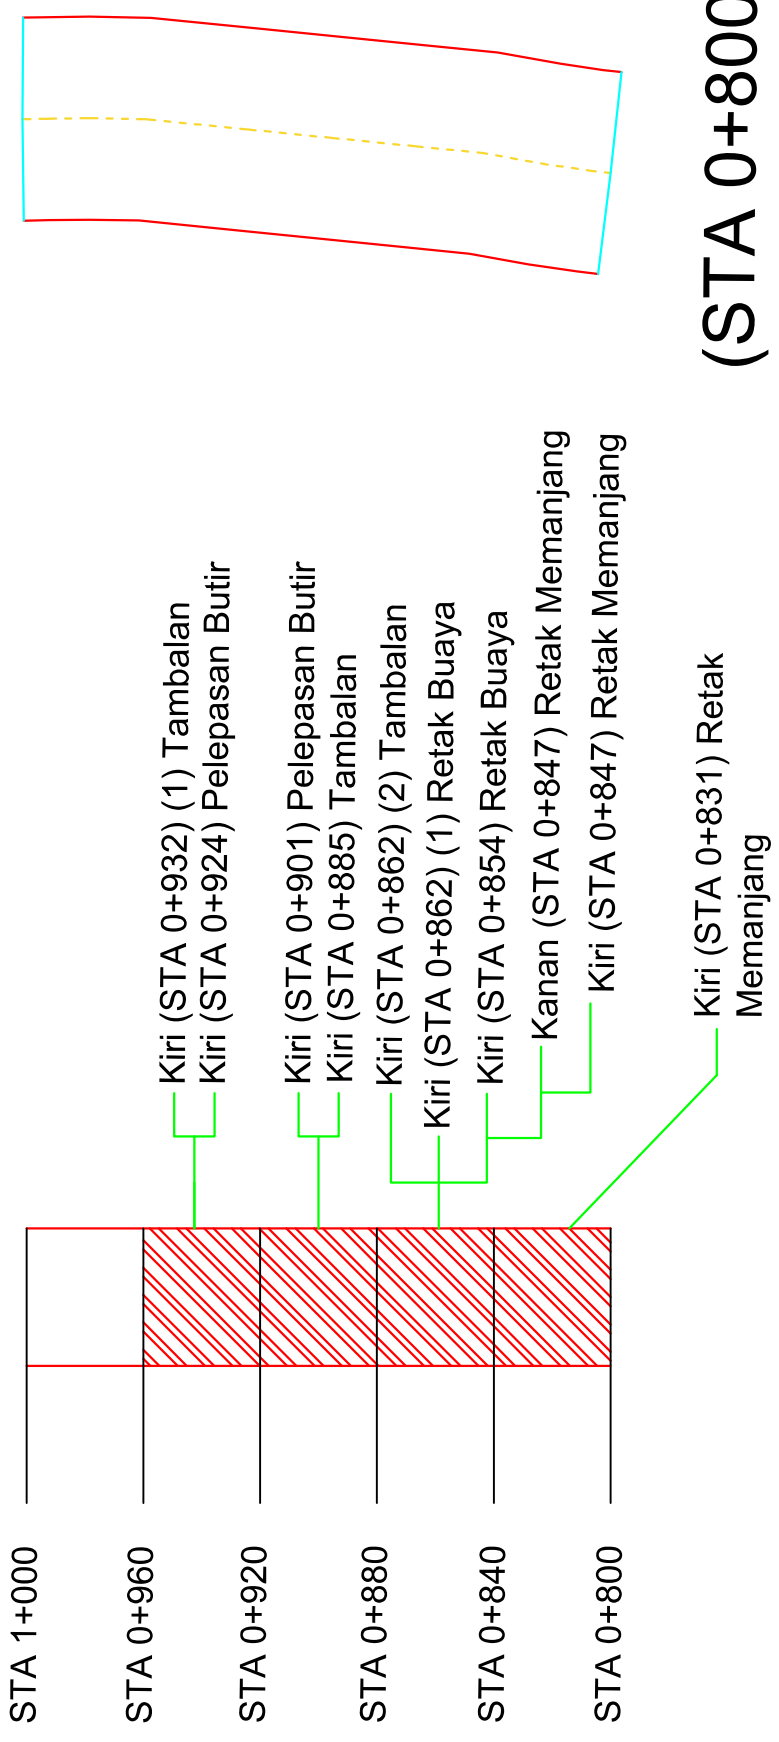 STA 1+000
STA 0+960
STA 0+920
STA 0+880
STA 0+840
STA 0+800
Kiri (STA 0+932) (1) Tambalan
Kiri (STA 0+924) Pelepasan Butir
Kiri (STA 0+901) Pelepasan Butir
Kiri (STA 0+885) Tambalan
Kiri (STA 0+862) (2) Tambalan
Kiri (STA 0+862) (1) Retak Buaya
Kiri (STA 0+854) Retak Buaya
Kanan (STA 0+847) Retak Memanjang
Kiri (STA 0+847) Retak Memanjang
Kiri (STA 0+831) Retak
Memanjang
(STA 0+800